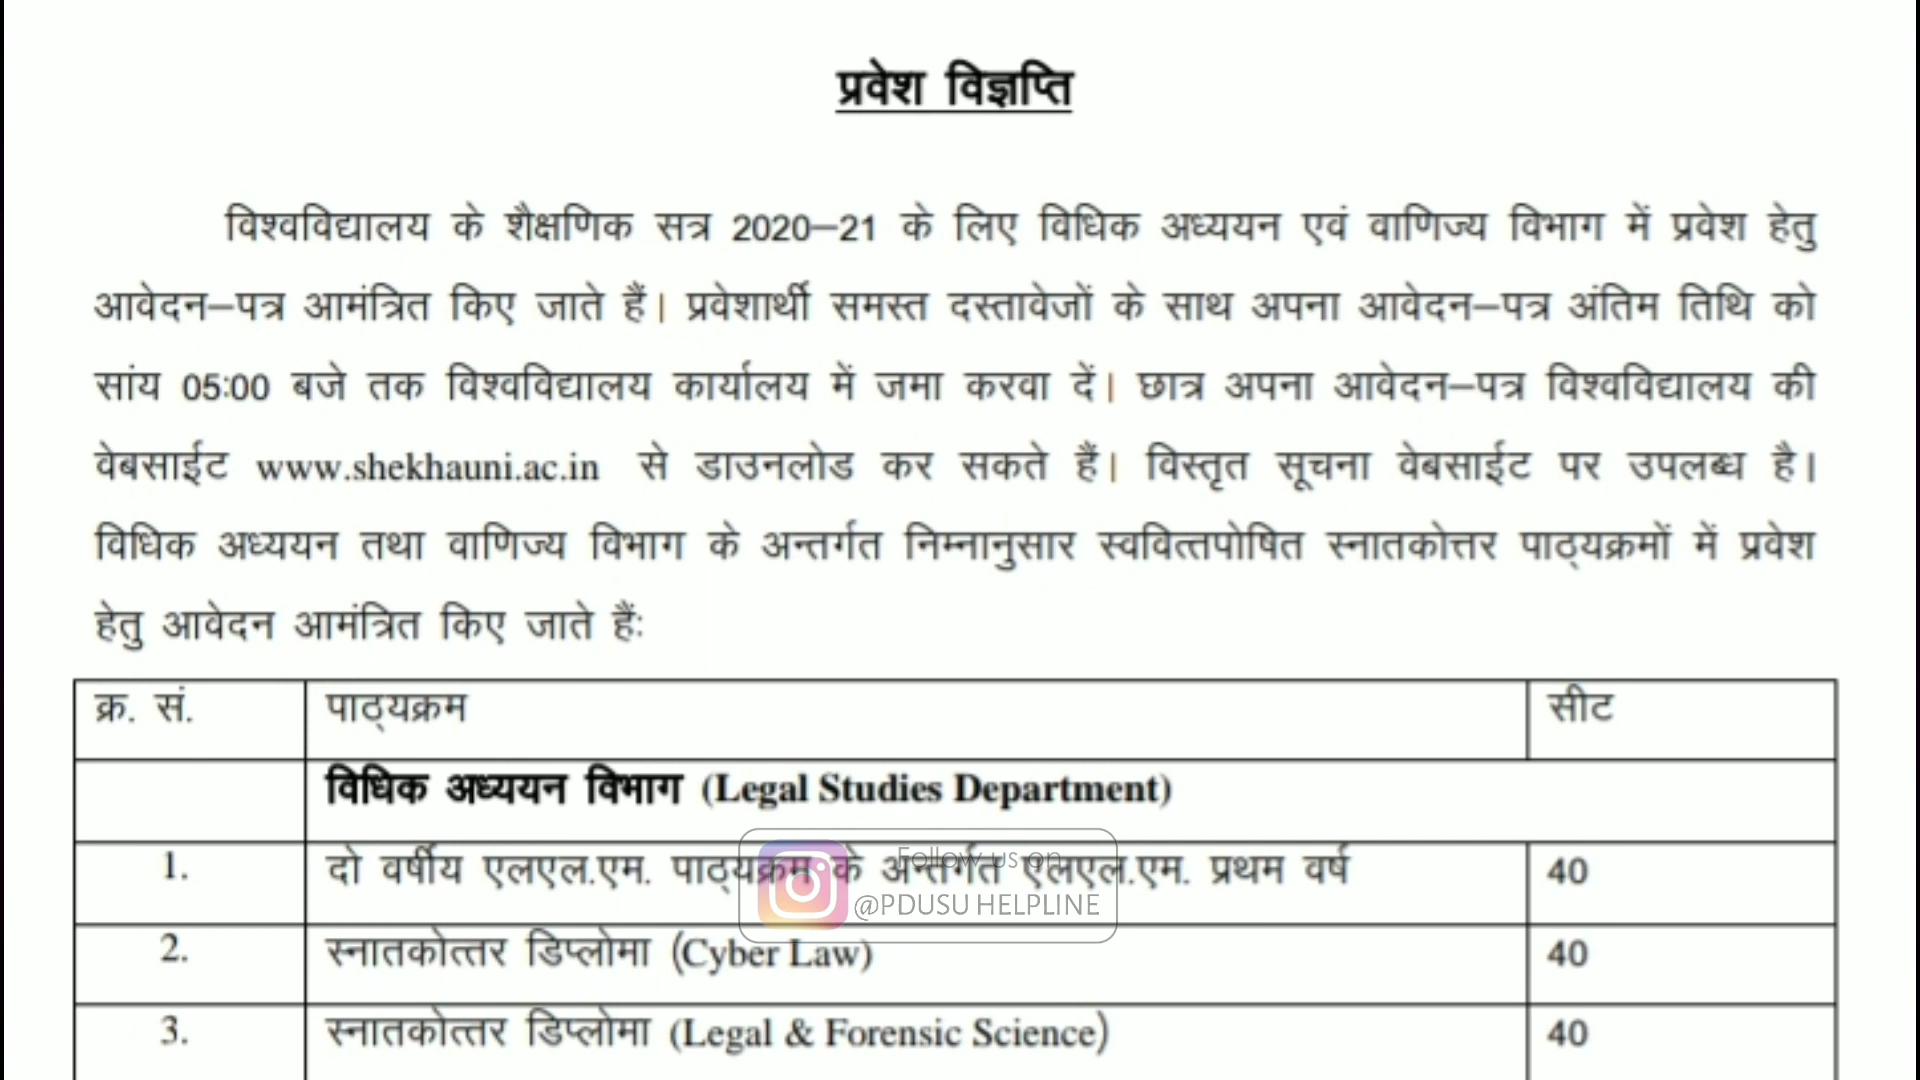 प्रवेश विज्ञप्ति
विश्वविद्यालय के शैक्षणिक सत्र 2020–21 के लिए विधिक अध्ययन एवं वाणिज्य विभाग में प्रवेश हेतु
आवेदन–पत्र आमंत्रित किए जाते हैं। प्रवेशार्थी समस्त दस्तावेजों के साथ अपना आवेदन–पत्र अंतिम तिथि को
सांय 05:00 बजे तक विश्वविद्यालय कार्यालय में जमा करवा दें। छात्र अपना आवेदन–पत्र विश्वविद्यालय की
वेबसाईट www.shekhauni.ac.in से डाउनलोड कर सकते हैं। विस्तृत सूचना वेबसाईट पर उपलब्ध है।
विधिक अध्ययन तथा वाणिज्य विभाग के अन्तर्गत निम्नानुसार स्ववित्तपोषित स्नातकोत्तर पाठ्यक्रमों में प्रवेश
हेतु आवेदन आमंत्रित किए जाते हैं:
क्र. सं. पाठ्यक्रम सीट
विधिक अध्ययन विभाग (Legal Studies Department)
1. दो वर्षीय एलएल.एम. पाठ्यक्रम के अन्तर्गत एलएल.एम. प्रथम वर्ष 40
Follow us on
@PDUSU HELPLINE
2. स्नातकोत्तर डिप्लोमा (Cyber Law) 40
3. स्नातकोत्तर डिप्लोमा (Legal & Forensic Science) 40